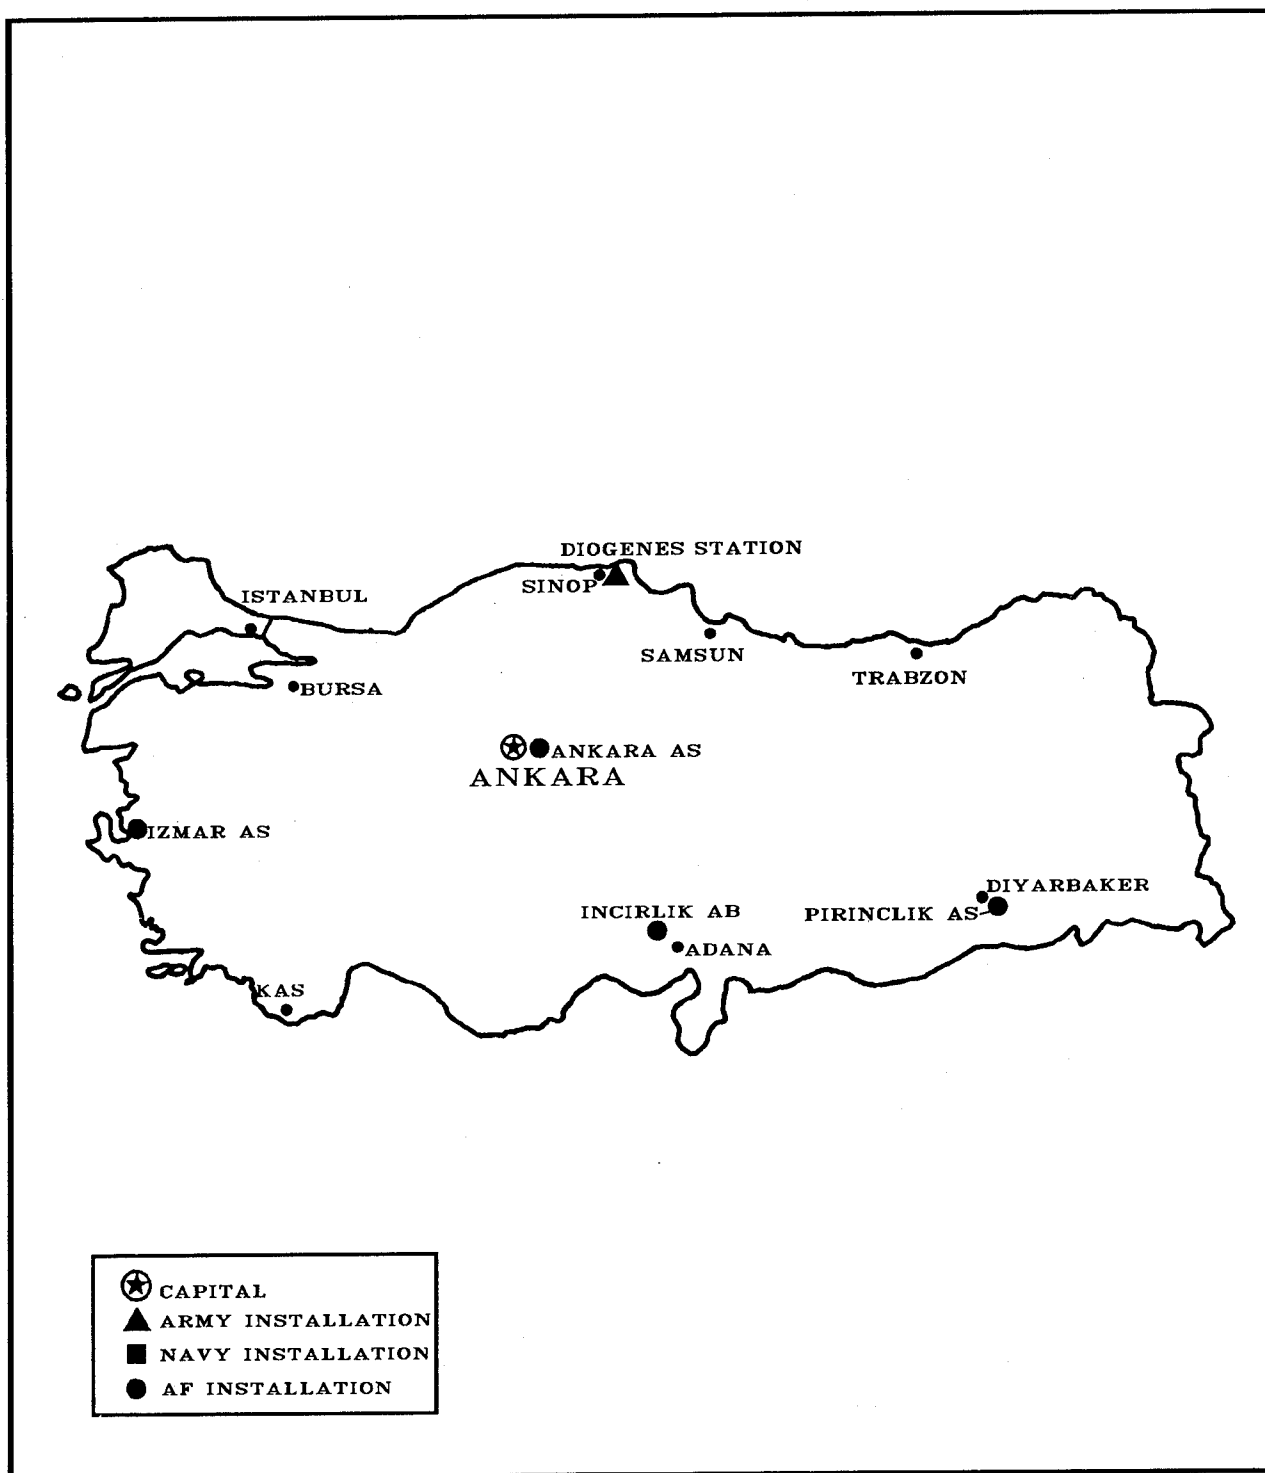 DIOGENES STATION
SINOP
ISTANBUL
SAMSUN
TRABZON
BURSA
ANKARA AS
ANKARA
IZMAR AS
DIYARBAKER
PIRINCLIK AS
INCIRLIK AB
ADANA
KAS
CAPITAL
ARMY INSTALLATION
NAVY INSTALLATION
AF INSTALLATION